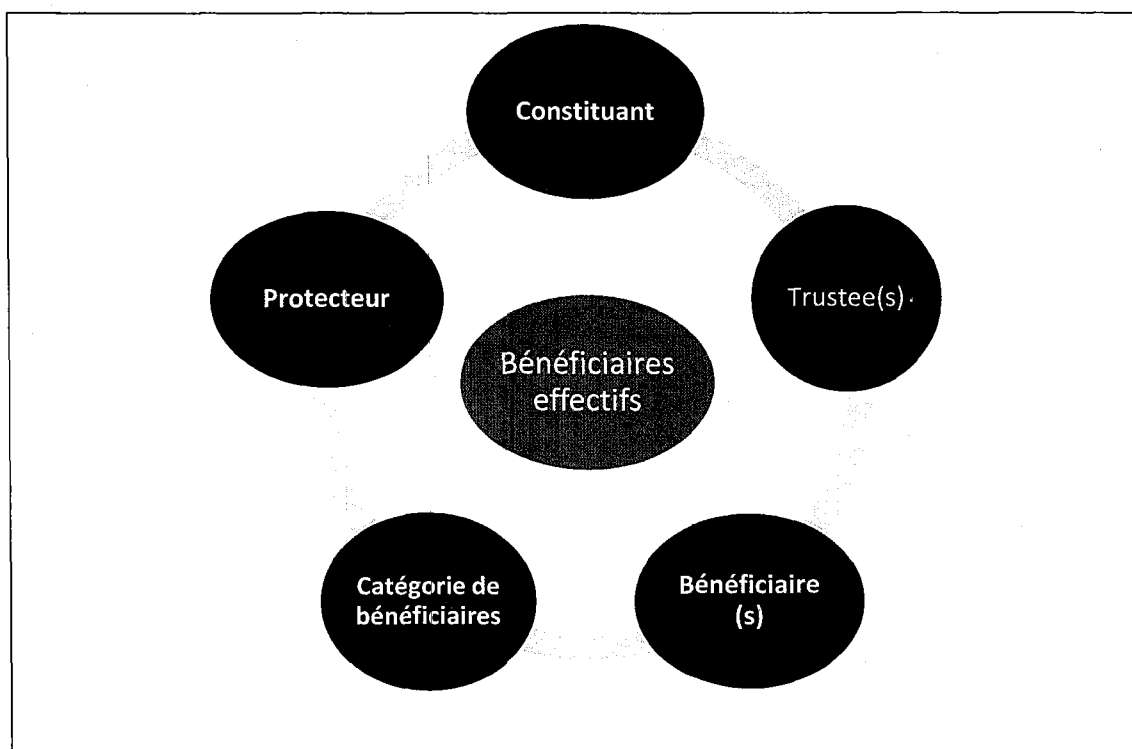 Constituant
Protecteur
Trustee(s)
Bénéficiaires
effectifs
Catégorie de
bénéficiaires
Bénéficiaire
(s)